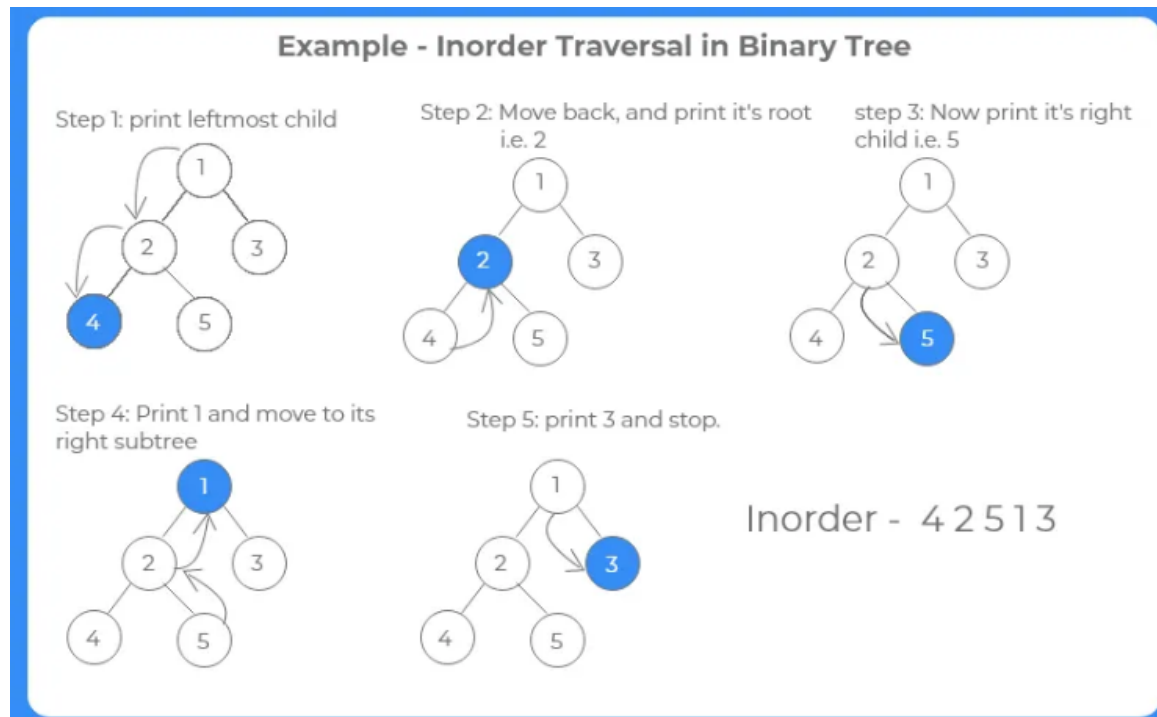 Example - Inorder Traversal in Binary Tree
Step 1: print leftmost child
1
2
3
4
5
Step 2: Move back, and print it's root
i.e. 2
1
2
3
4
5
step 3: Now print it's right
child i.e. 5
1
2
3
4
5
Step 4: Print 1 and move to its
right subtree
1
2
3
4
5
Step 5: print 3 and stop.
1
2
3
4
5
Inorder - 4 2 5 1 3